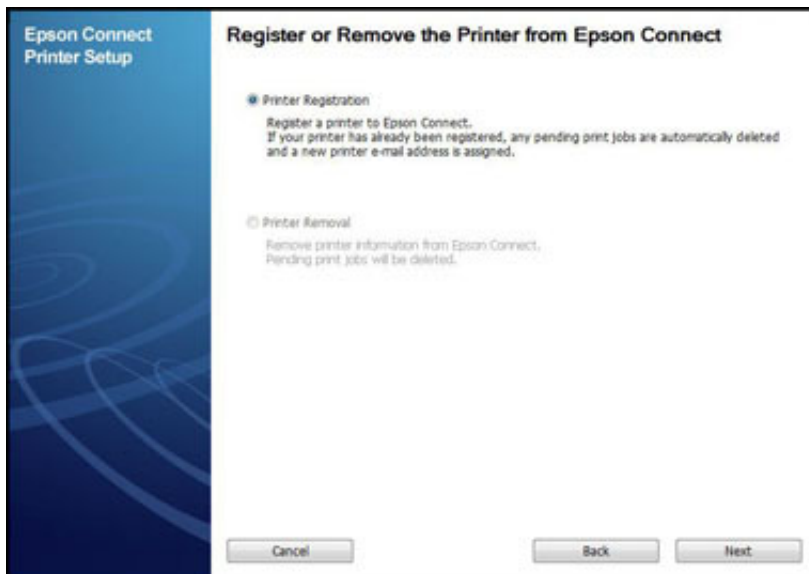 Epson Connect
Printer Setup
Register or Remove the Printer from Epson Connect
Printer Registration
Register a printer to Epson Connect.
If your printer has already been registered, any pending print jobs are automatically deleted
and a new printer e-mail address is assigned.
Printer Removal
Remove printer information from Epson Connect.
Pending print jobs will be deleted.
Cancel
Back
Next